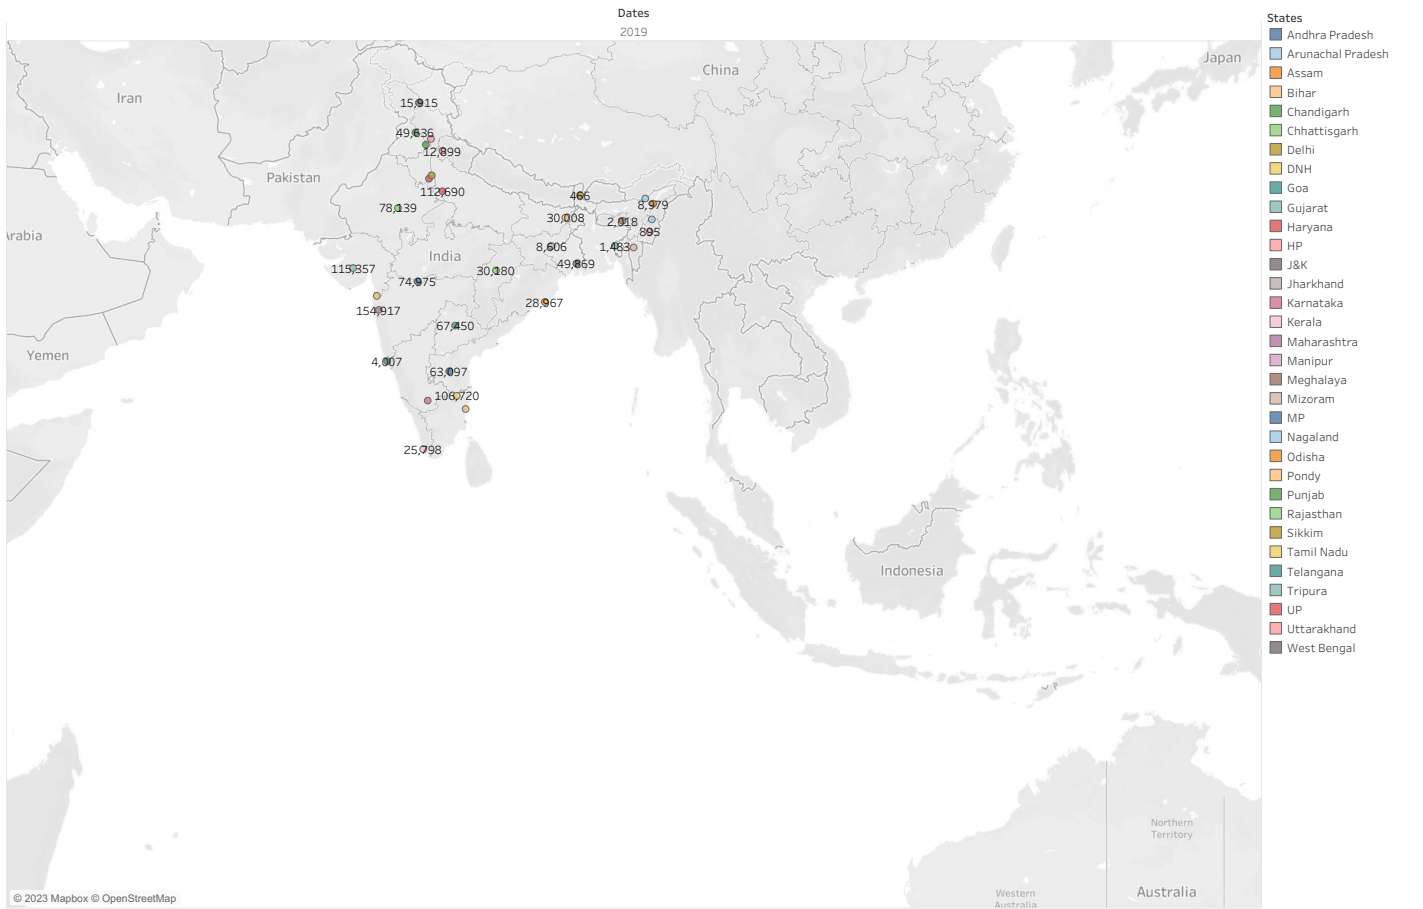 Dates
2019
States
Andhra Pradesh
Arunachal Pradesh
Assam
Bihar
Chandigarh
Chhattisgarh
Delhi
DNH
Goa
Gujarat
Haryana
HP
J&K
Jharkhand
Karnataka
Kerala
Maharashtra
Manipur
Meghalaya
Mizoram
MP
Nagaland
Odisha
Pondy
Punjab
Rajasthan
Sikkim
Tamil Nadu
Telangana
Tripura
UP
Uttarakhand
West Bengal
Japan
China
Iran
15,915
49,636
12,899
Pakistan
112,690
466
8,979
78,139
30,008
2,018
895
Arabia
8,606
1,483
India
49,869
115,357
30,180
74,975
28,967
154,917
67,450
Yemen
4,007
63,097
106,720
25,798
Indonesia
Northern
Territory
Western
Australia
Australia
© 2023 Mapbox © OpenStreetMap